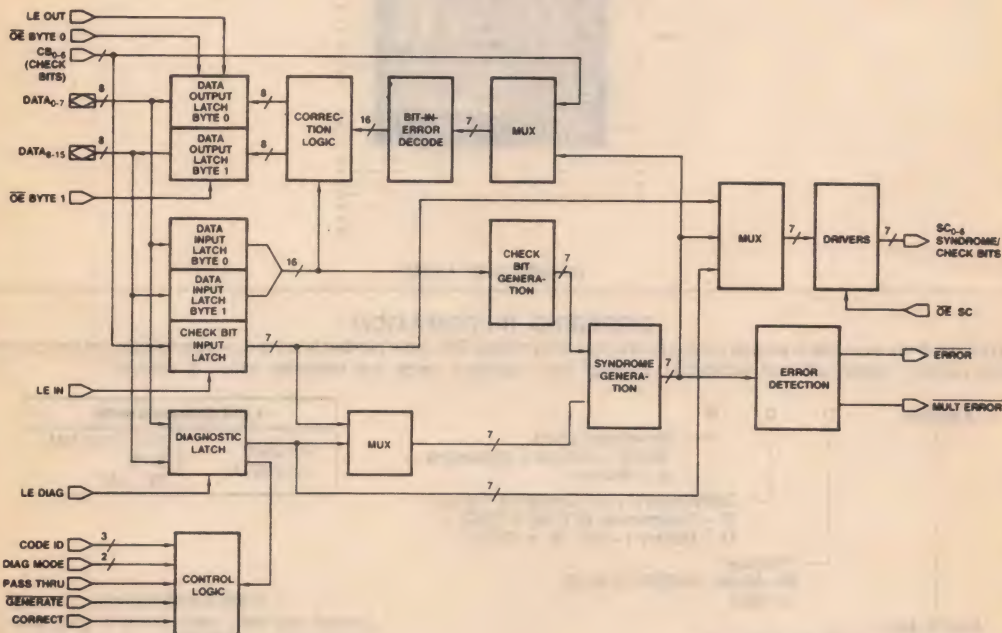 LE OUT
OE BYTE 0
CB0-6
(CHECK
BITS)
DATA0-7
8
DATA8-15
8
OE BYTE 1
DATA
OUTPUT
LATCH
BYTE 0
DATA
OUTPUT
LATCH
BYTE 1
8
8
CORREC-
TION
LOGIC
16
BIT-IN-
ERROR
DECODE
7
MUX
DATA
INPUT
LATCH
BYTE 0
DATA
INPUT
LATCH
BYTE 1
16
CHECK BIT
INPUT
LATCH
7
LE IN
CHECK
BIT
GENERA-
TION
7
MUX
7
DRIVERS
7
SC0-6
SYNDROME/
CHECK BITS
OE SC
SYNDROME
GENERA-
TION
7
ERROR
DETECTION
ERROR
MULT ERROR
DIAGNOSTIC
LATCH
MUX
7
7
LE DIAG
CODE ID
3
DIAG MODE
2
PASS THRU
GENERATE
CORRECT
CONTROL
LOGIC